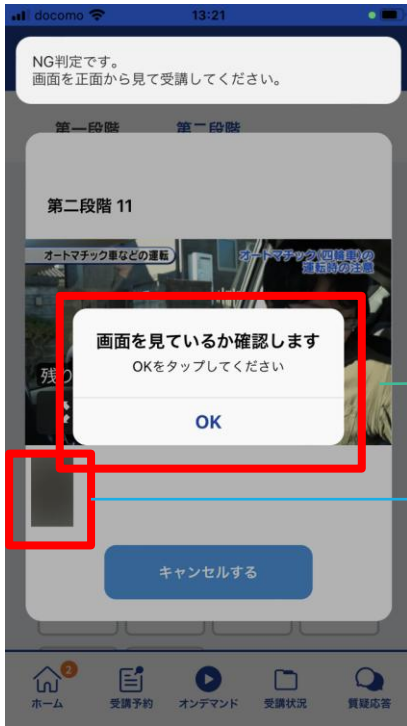 docomo 13:21
NG判定です。
画面を正面から見て受講してください。
第一段階 第二段階
第二段階 11
オートマチック車などの運転
オートマチック(四輪車)の
運転時の注意
画面を見ているか確認します
OKをタップしてください
残り
OK
キャンセルする
2
ホーム 受講予約 オンデマンド 受講状況 質疑応答